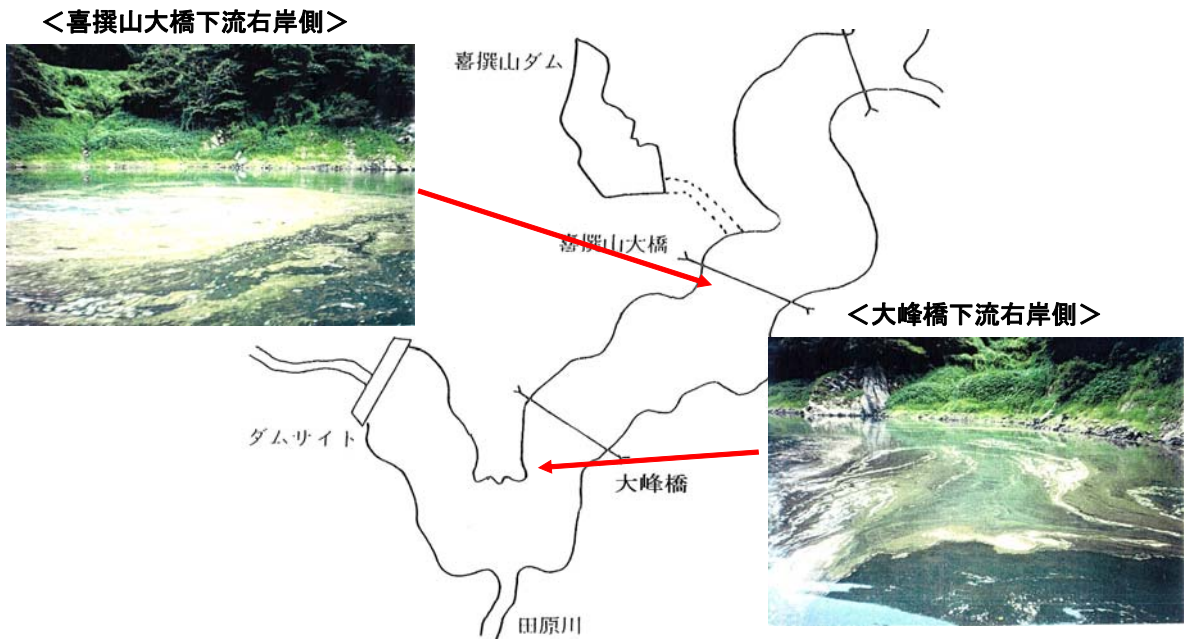 ＜喜撰山大橋下流右岸側＞
喜撰山ダム
喜撰山大橋
＜大峰橋下流右岸側＞
ダムサイト
大峰橋
田原川